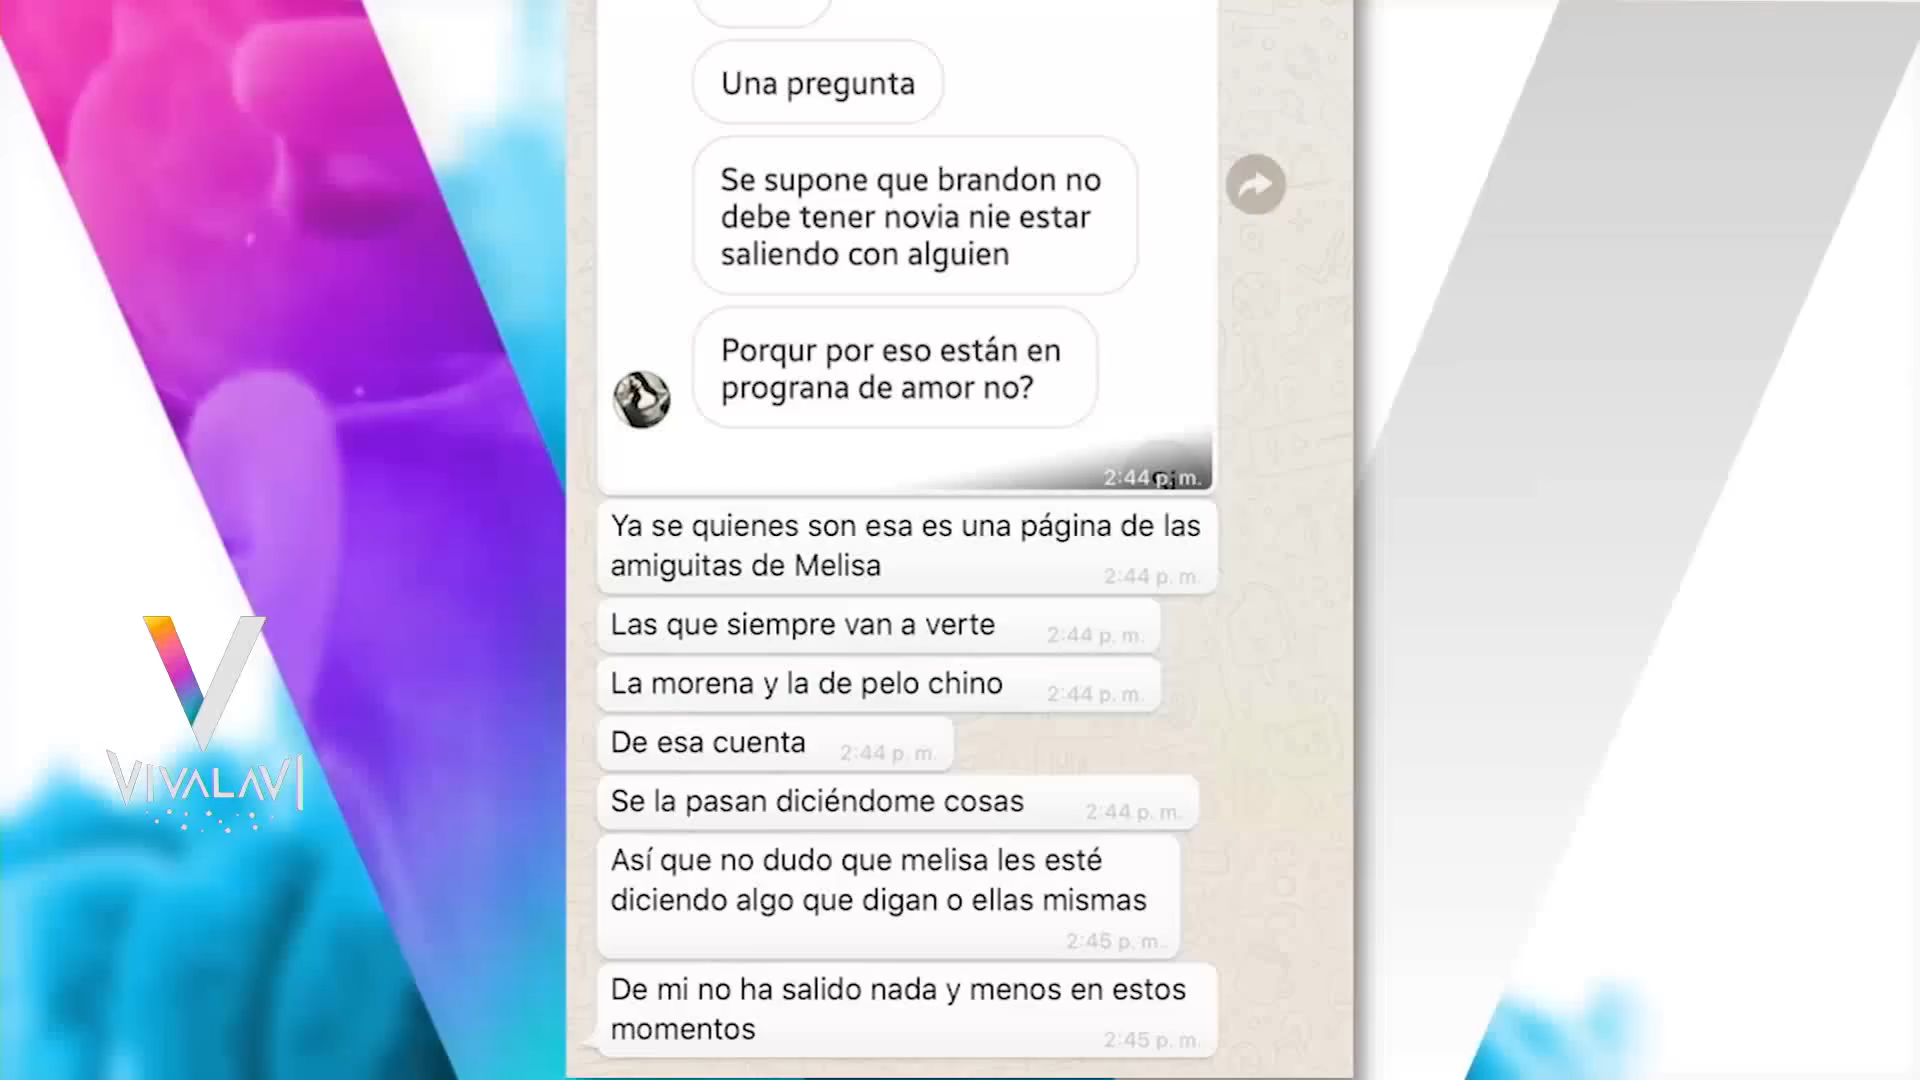 Una pregunta
Se supone que brandon no
debe tener novia nie estar
saliendo con alguien
Porqur por eso están en
prograna de amor no?
2:44 p. m.
Ya se quienes son esa es una página de las
amiguitas de Melisa
2:44 p. m.
Las que siempre van a verte
2:44 p. m.
La morena y la de pelo chino
2:44 p. m.
De esa cuenta
2:44 p. m.
Se la pasan diciéndome cosas
2:44 p. m.
Así que no dudo que melisa les esté
diciendo algo que digan o ellas mismas
2:45 p. m.
De mi no ha salido nada y menos en estos
momentos
2:45 p. m.
VIVALAVI